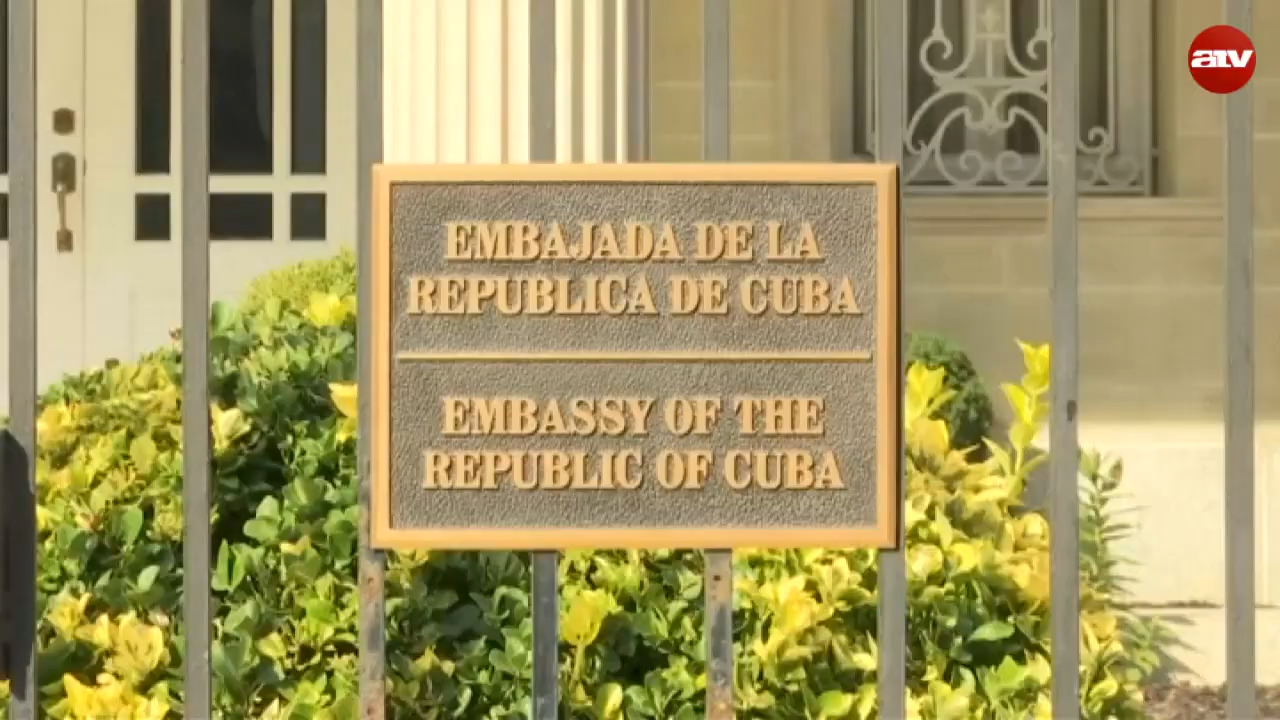 atv
EMBAJADA DE LA
REPUBLICA DE CUBA
EMBASSY OF THE
REPUBLIC OF CUBA